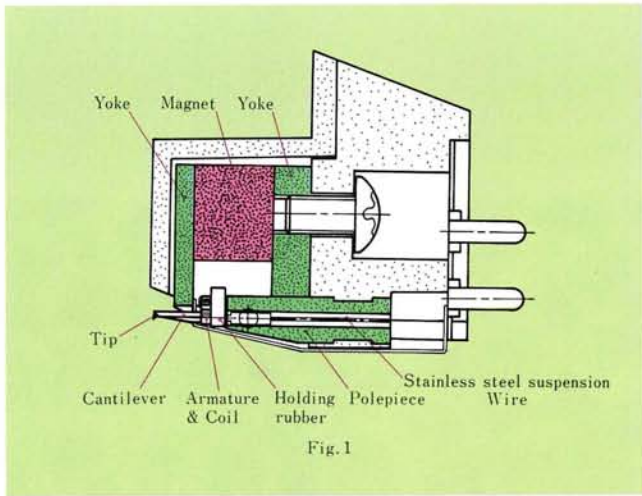 Yoke Magnet Yoke
Tip
Cantilever Armature & Coil Holding rubber Polepiece Stainless steel suspension Wire
Fig.1